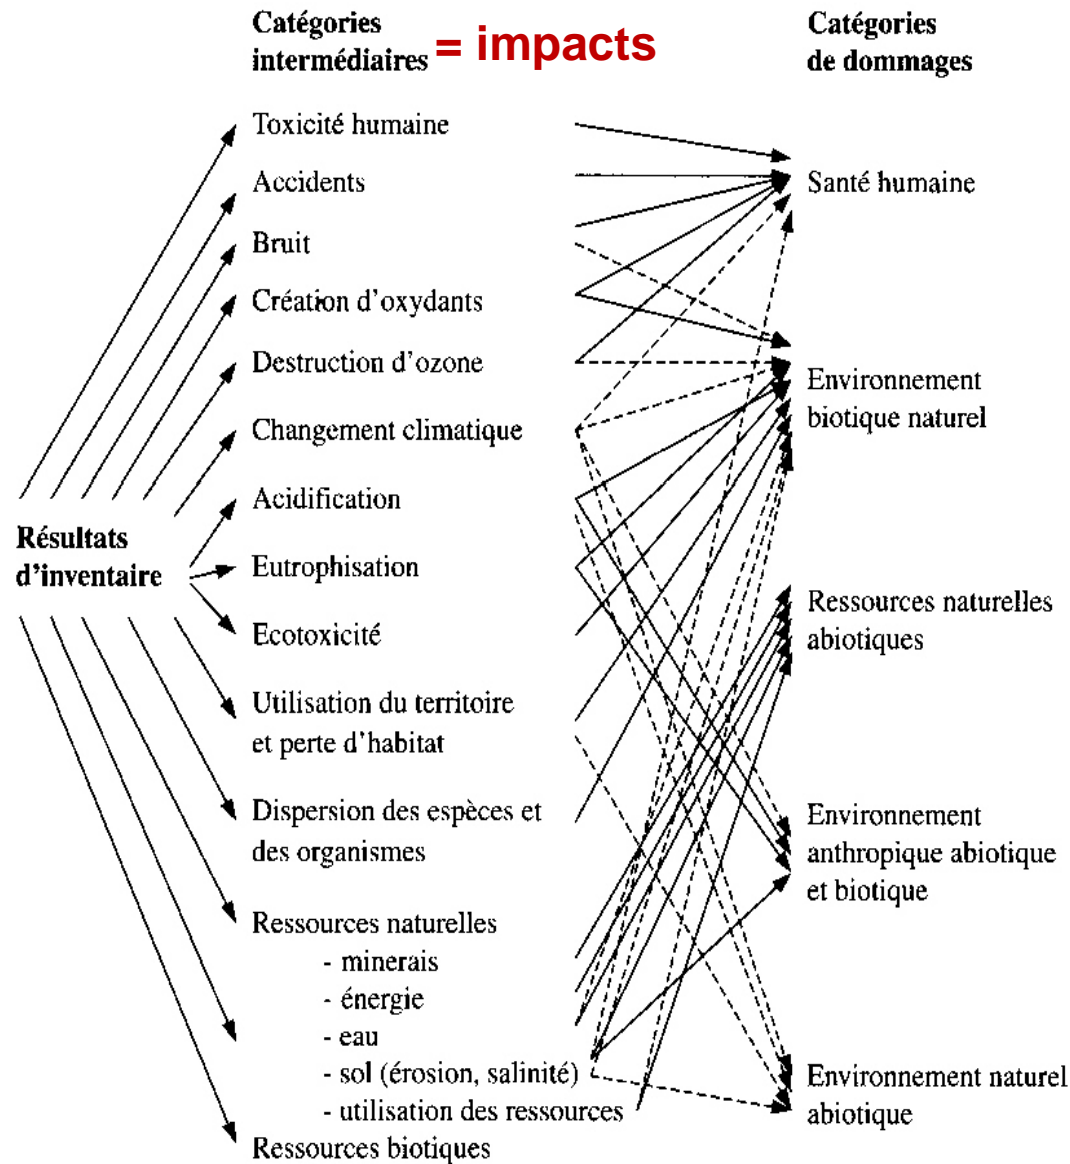 Catégories
intermédiaires = impacts
Catégories
de dommages
Toxicité humaine
Accidents
Bruit
Création d'oxydants
Destruction d'ozone
Changement climatique
Acidification
Eutrophisation
Ecotoxicité
Utilisation du territoire
et perte d'habitat
Dispersion des espèces et
des organismes
Ressources naturelles
- minerais
- énergie
- eau
- sol (érosion, salinité)
- utilisation des ressources
Ressources biotiques
Résultats
d'inventaire
Santé humaine
Environnement
biotique naturel
Ressources naturelles
abiotiques
Environnement
anthropique abiotique
et biotique
Environnement naturel
abiotique